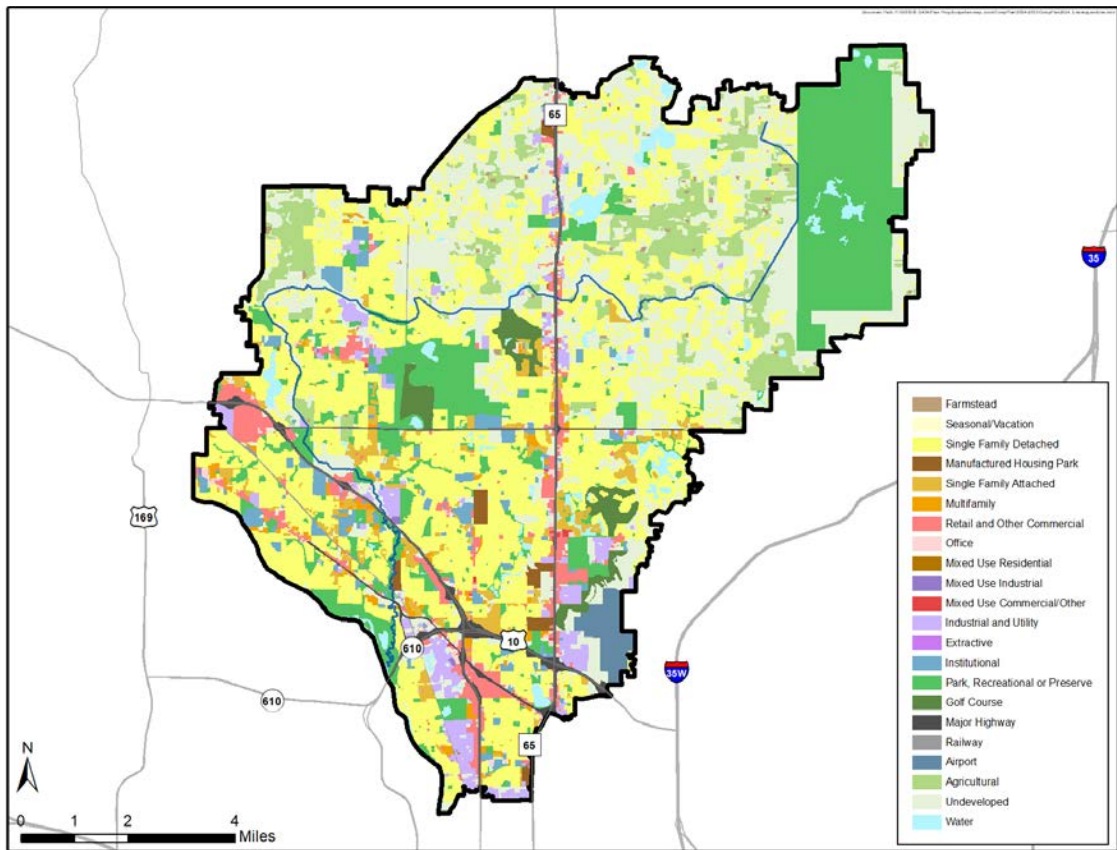 65
35
169
10
610
35W
610
65
N
0 1 2 4
Miles
Farmstead
Seasonal/Vacation
Single Family Detached
Manufactured Housing Park
Single Family Attached
Multifamily
Retail and Other Commercial
Office
Mixed Use Residential
Mixed Use Industrial
Mixed Use Commercial/Other
Industrial and Utility
Extractive
Institutional
Park, Recreational or Preserve
Golf Course
Major Highway
Railway
Airport
Agricultural
Undeveloped
Water